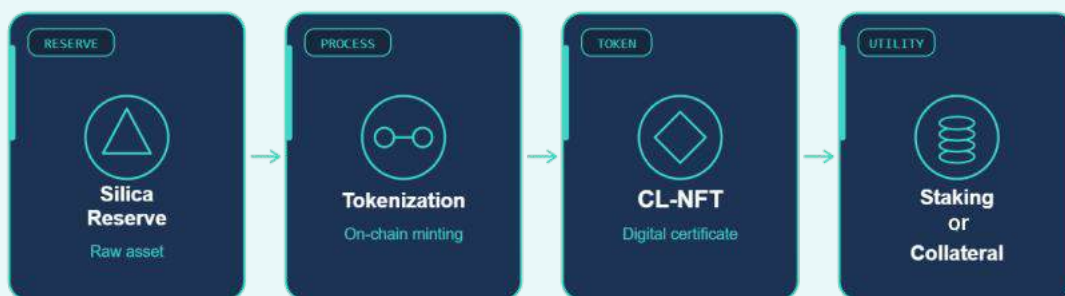 RESERVE
Silica
Reserve
Raw asset
PROCESS
Tokenization
On-chain minting
TOKEN
CL-NFT
Digital certificate
UTILITY
Staking
or
Collateral